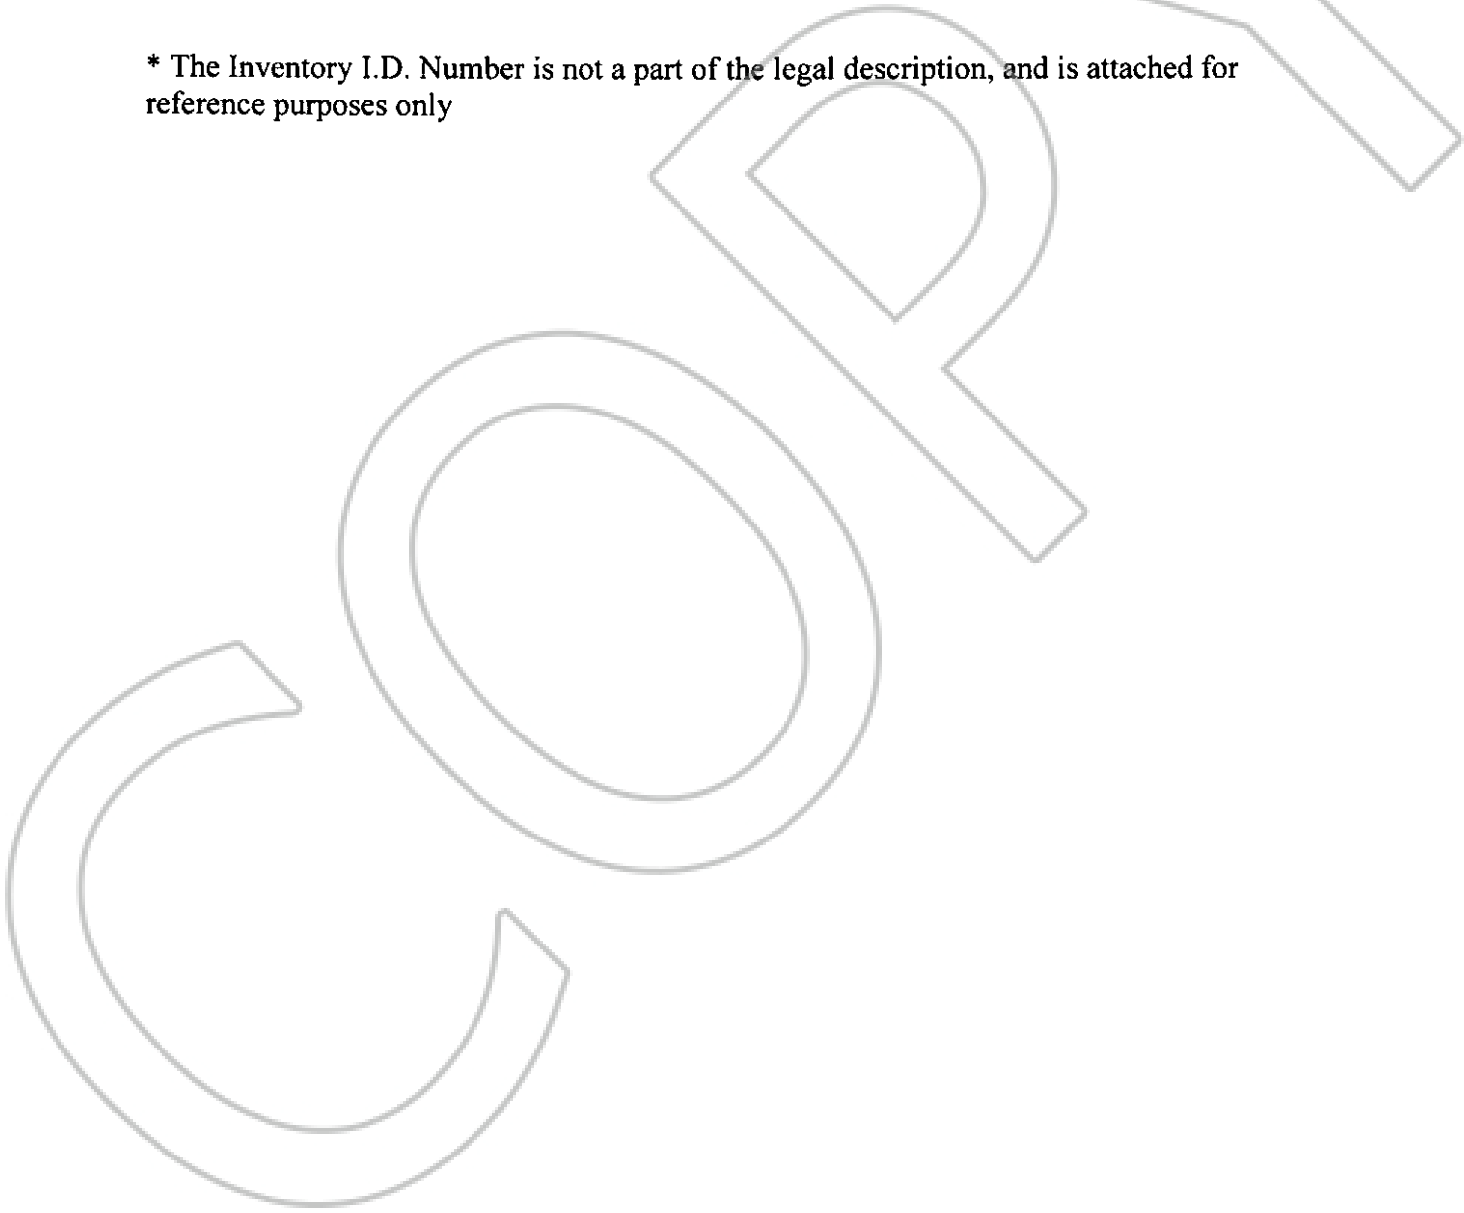 * The Inventory I.D. Number is not a part of the legal description, and is attached for
reference purposes only
COPY